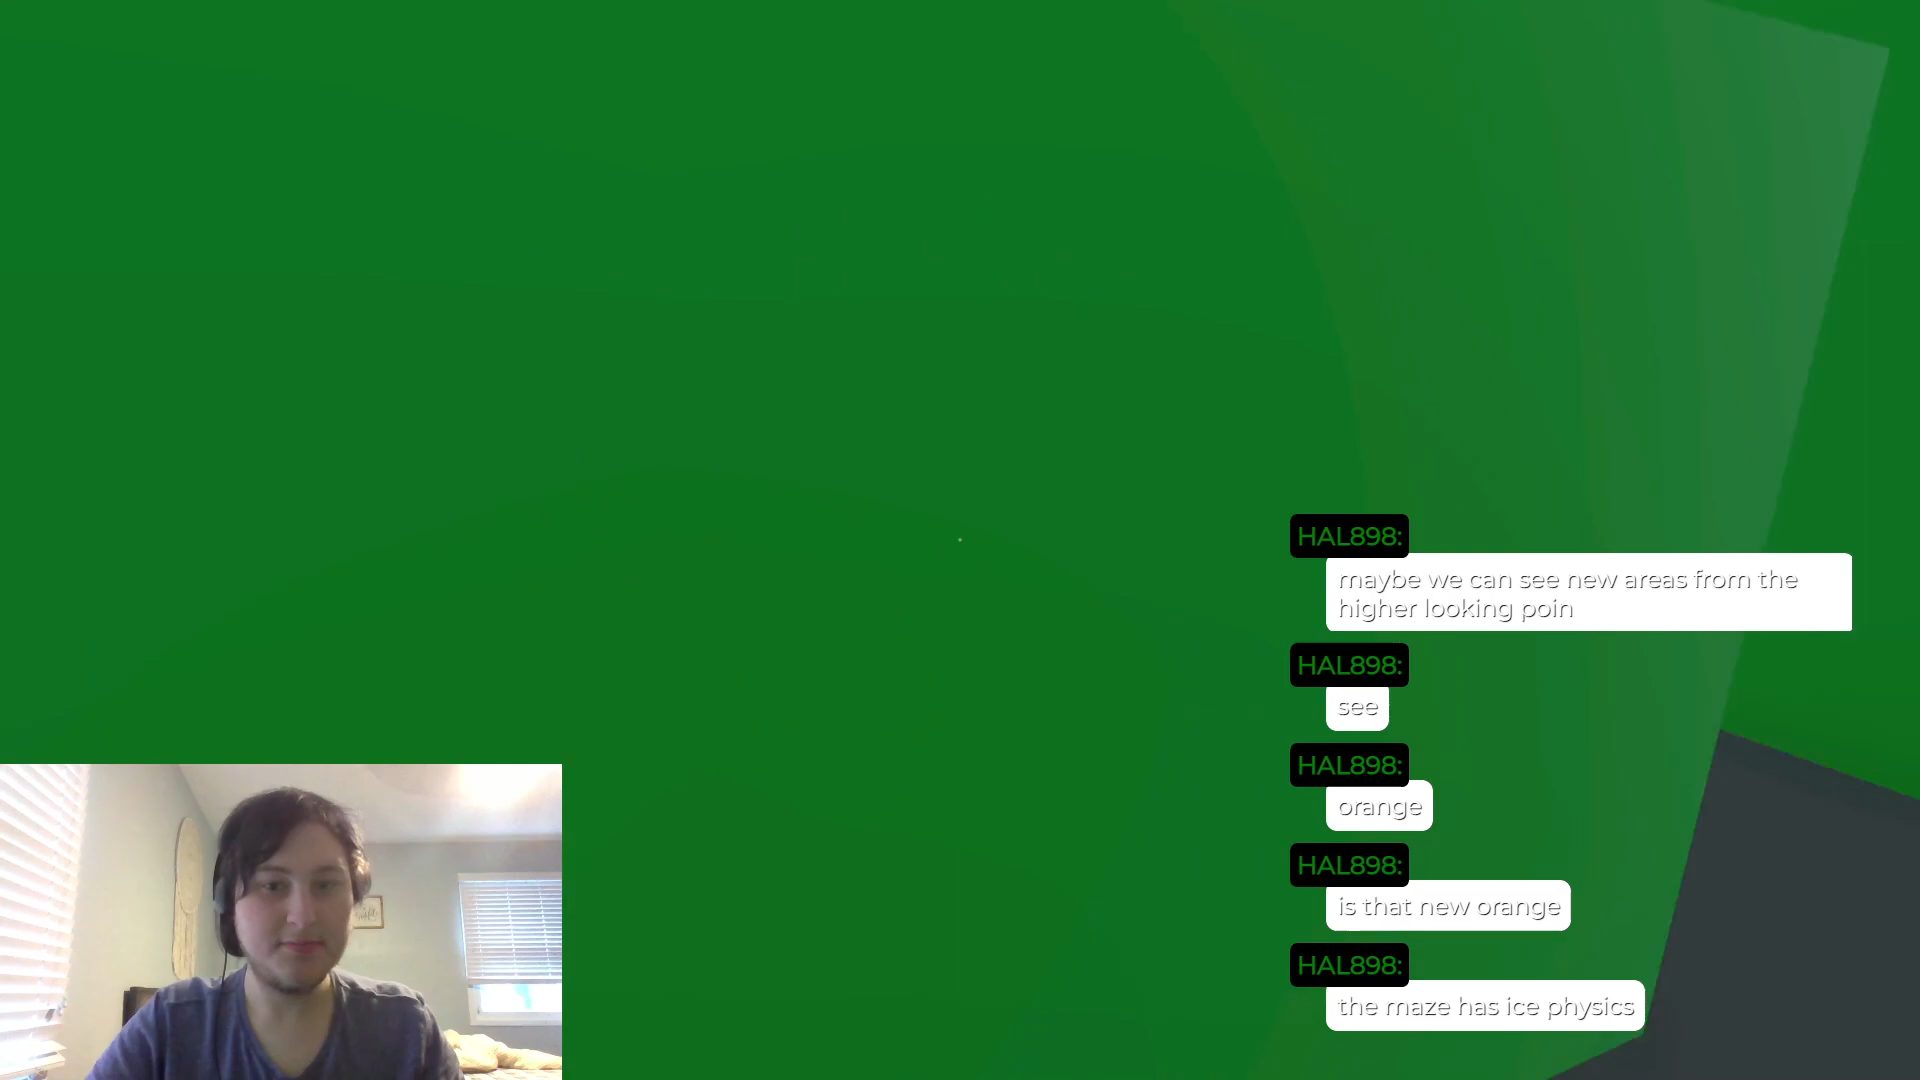 HAL898:
maybe we can see new areas from the
higher looking poin
HAL898:
see
HAL898:
orange
HAL898:
is that new orange
HAL898:
the maze has ice physics